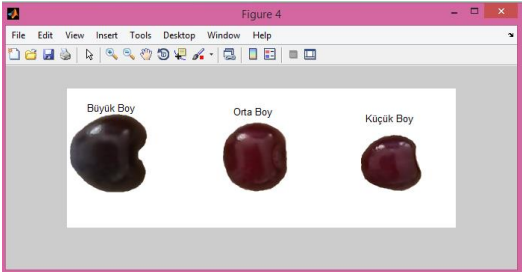 Figure 4
File Edit View Insert Tools Desktop Window Help
Büyük Boy
Orta Boy
Küçük Boy